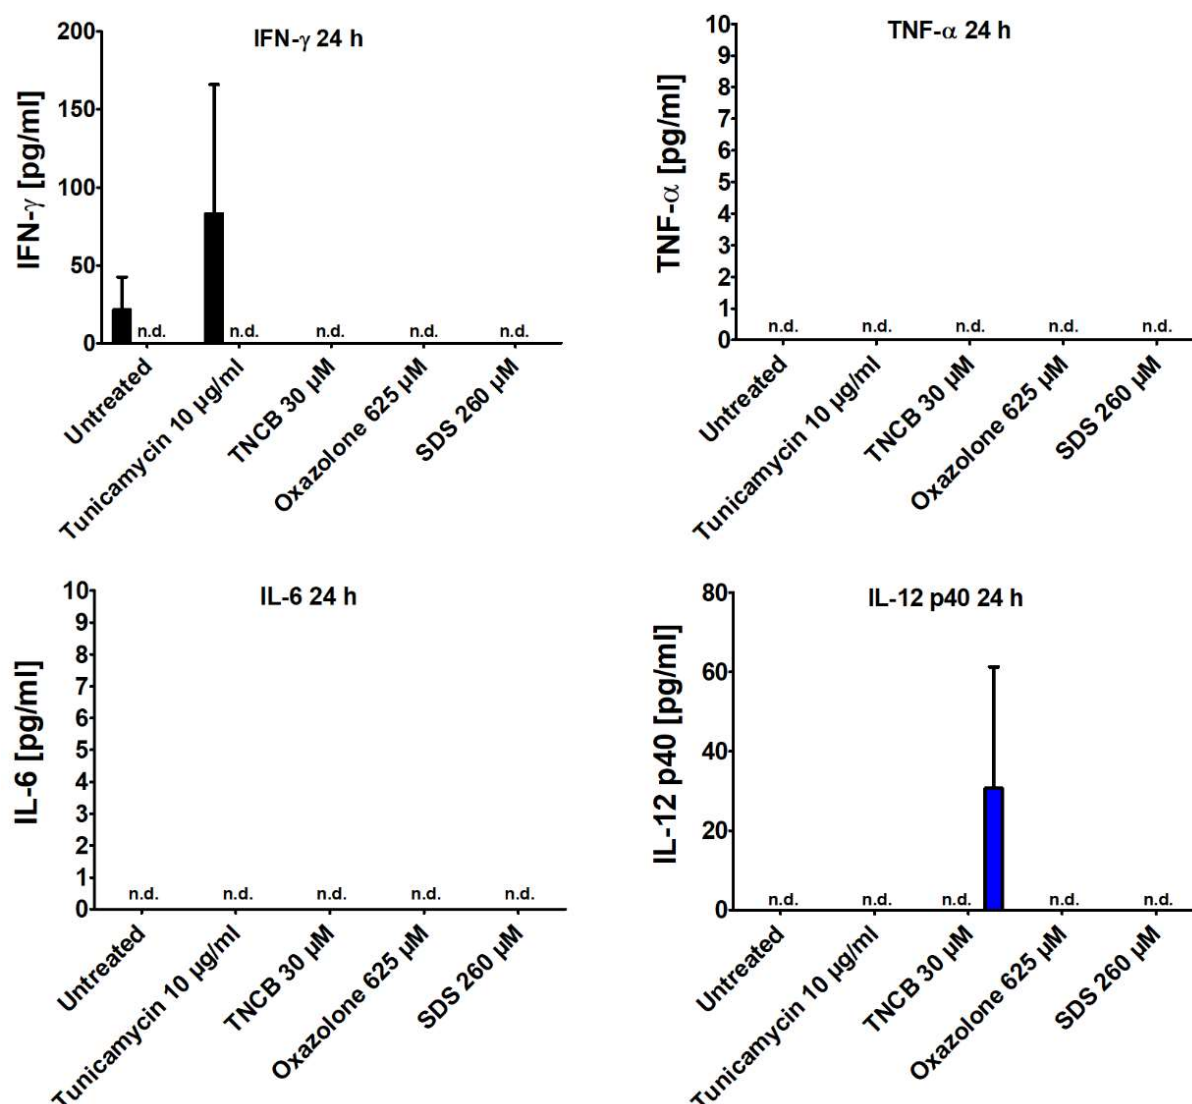 IFN-γ 24 h
IFN-γ [pg/ml]
200
150
100
50
0
n.d.
n.d.
n.d.
n.d.
n.d.
Untreated
Tunicamycin 10 µg/ml
TNCB 30 µM
Oxazolone 625 µM
SDS 260 µM
TNF-α 24 h
TNF-α [pg/ml]
10
9
8
7
6
5
4
3
2
1
0
n.d.
n.d.
n.d.
n.d.
n.d.
Untreated
Tunicamycin 10 µg/ml
TNCB 30 µM
Oxazolone 625 µM
SDS 260 µM
IL-6 24 h
IL-6 [pg/ml]
10
9
8
7
6
5
4
3
2
1
0
n.d.
n.d.
n.d.
n.d.
n.d.
Untreated
Tunicamycin 10 µg/ml
TNCB 30 µM
Oxazolone 625 µM
SDS 260 µM
IL-12 p40 24 h
IL-12 p40 [pg/ml]
80
60
40
20
0
n.d.
n.d.
n.d.
n.d.
n.d.
Untreated
Tunicamycin 10 µg/ml
TNCB 30 µM
Oxazolone 625 µM
SDS 260 µM